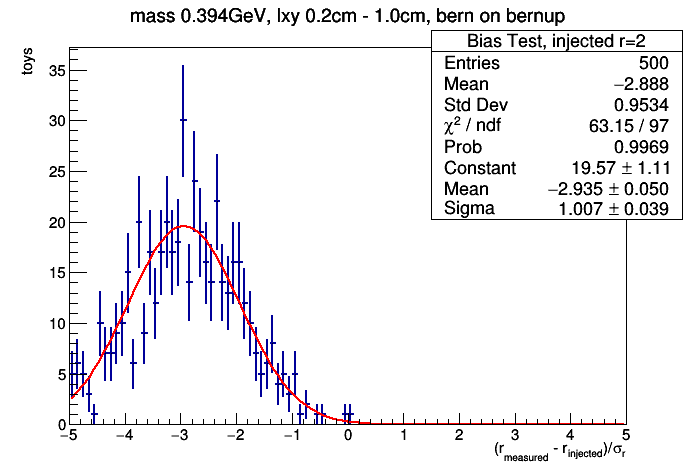 mass 0.394GeV, lxy 0.2cm - 1.0cm, bern on bernup
Bias Test, injected r=2
Entries 500
Mean −2.888
Std Dev 0.9534
χ² / ndf 63.15 / 97
Prob 0.9969
Constant 19.57 ± 1.11
Mean −2.935 ± 0.050
Sigma 1.007 ± 0.039
toys
35
30
25
20
15
10
5
0
−5 −4 −3 −2 −1 0 1 2 3 4 5
(r_measured - r_injected)/σ_r